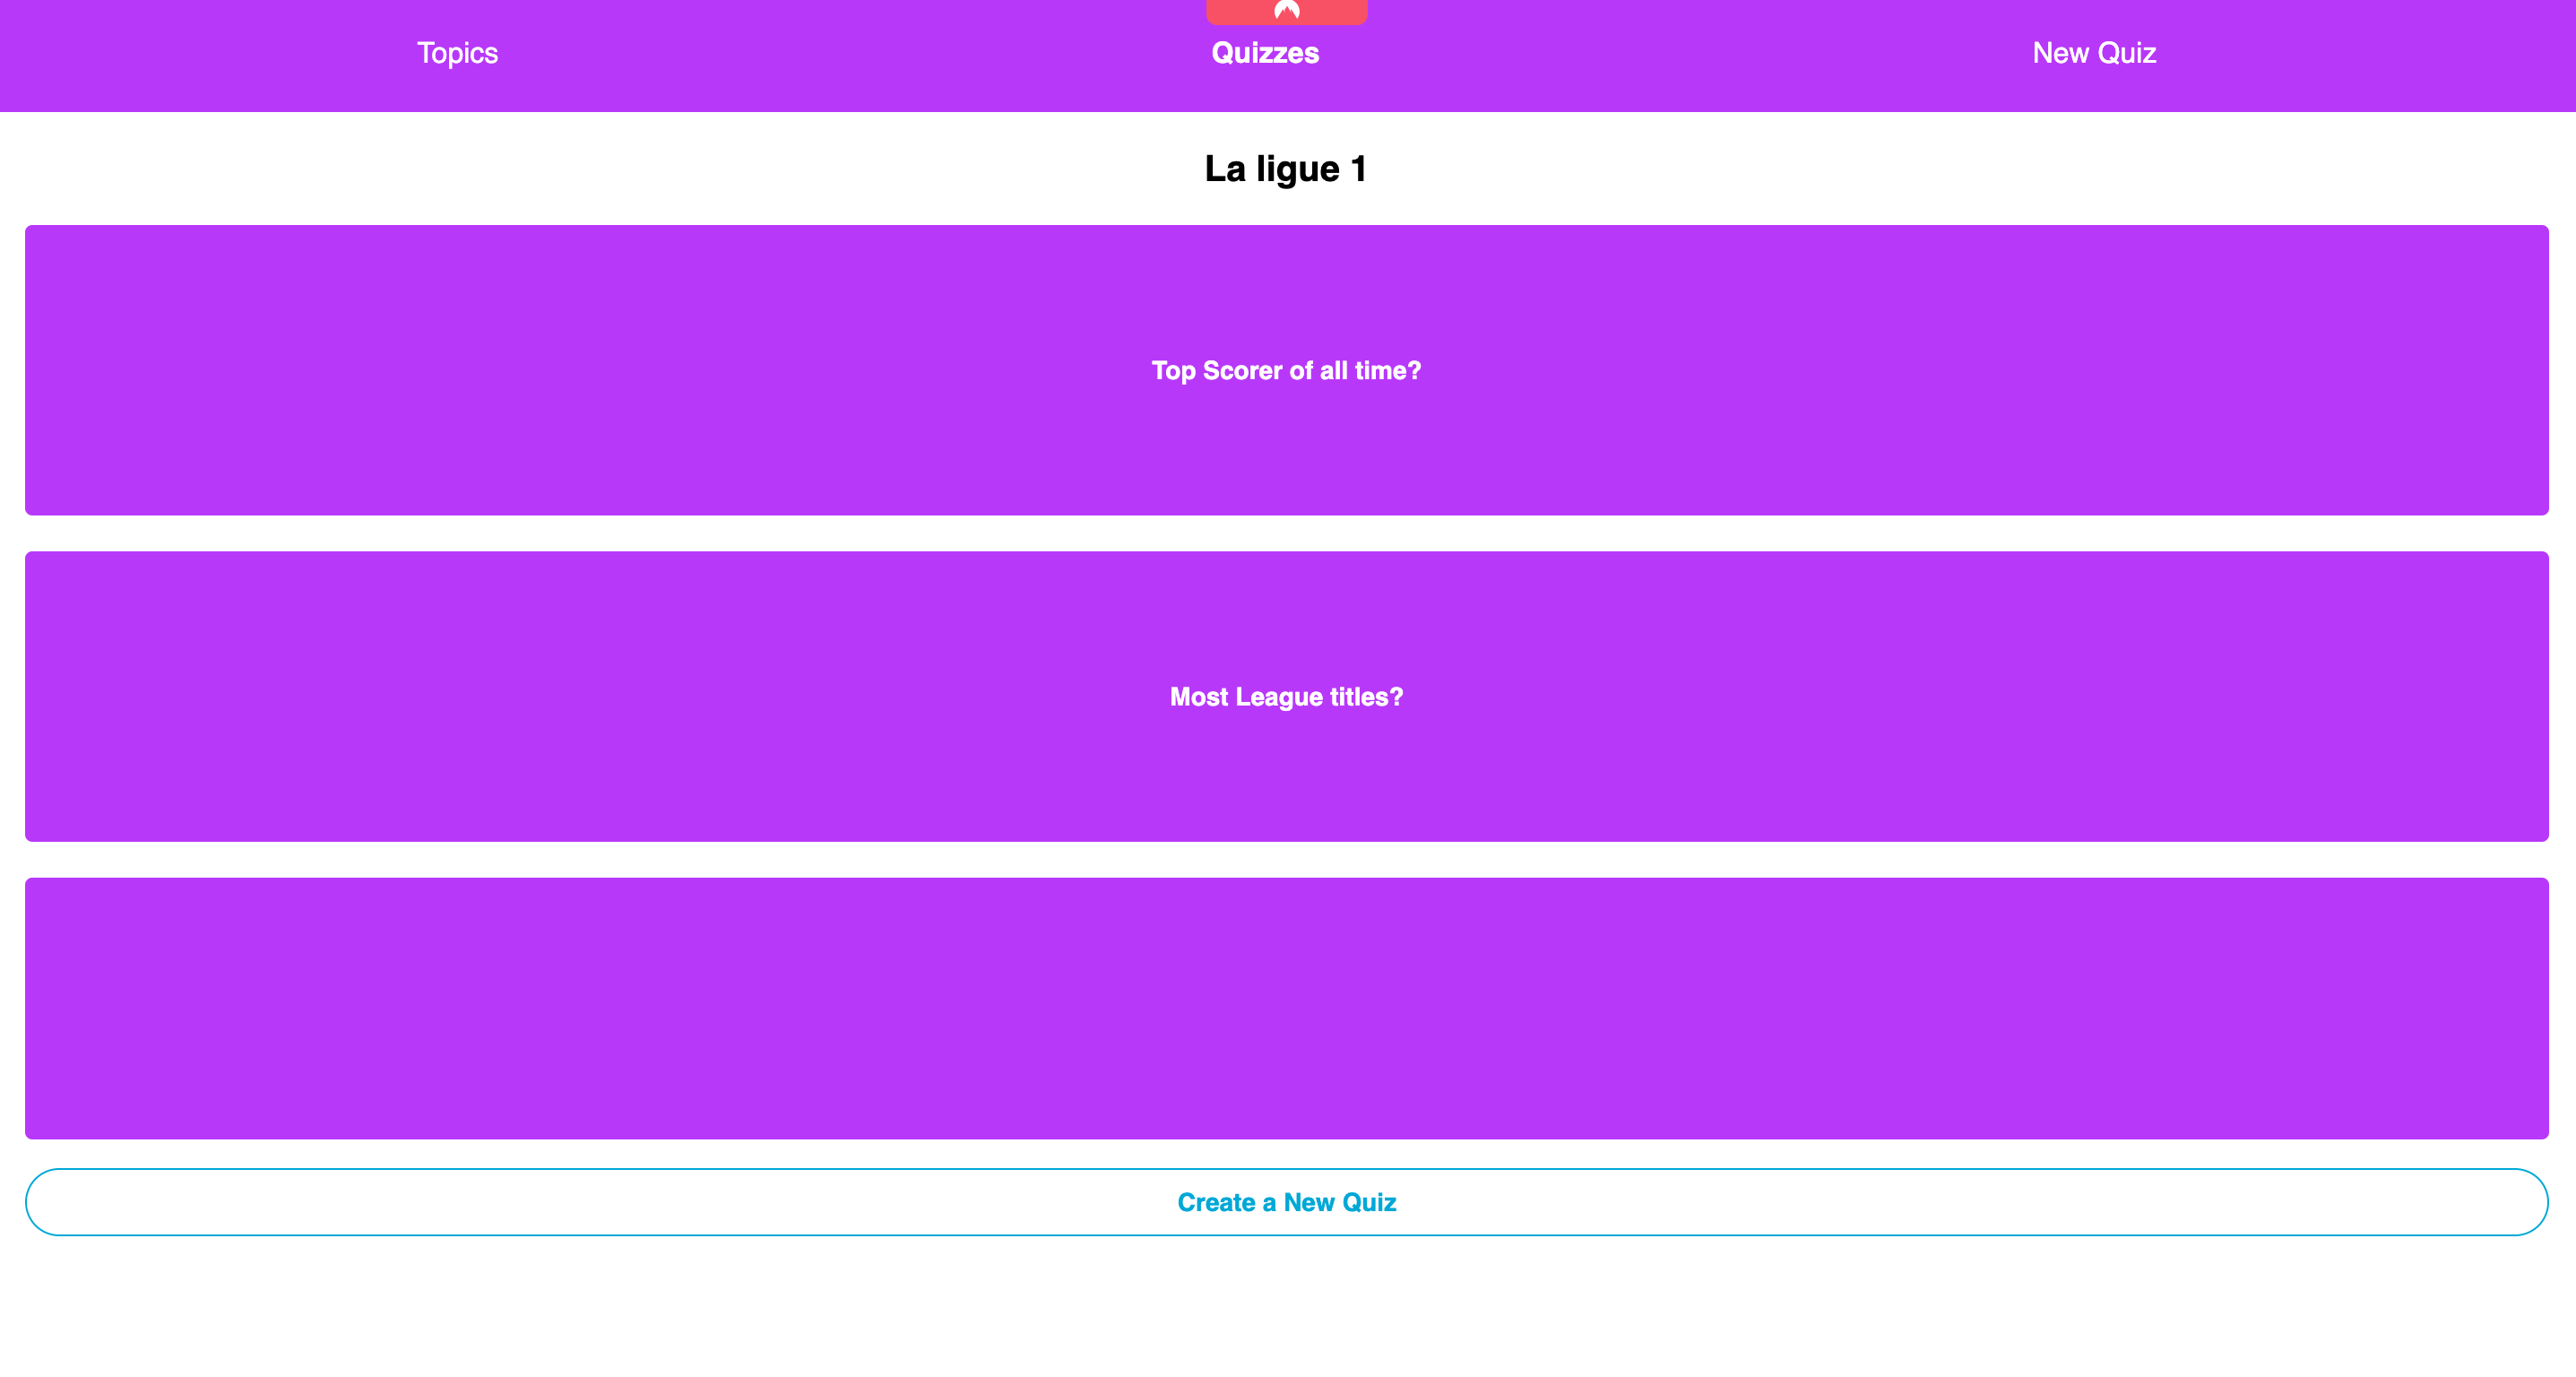 Topics
Quizzes
New Quiz
La ligue 1
Top Scorer of all time?
Most League titles?
Create a New Quiz